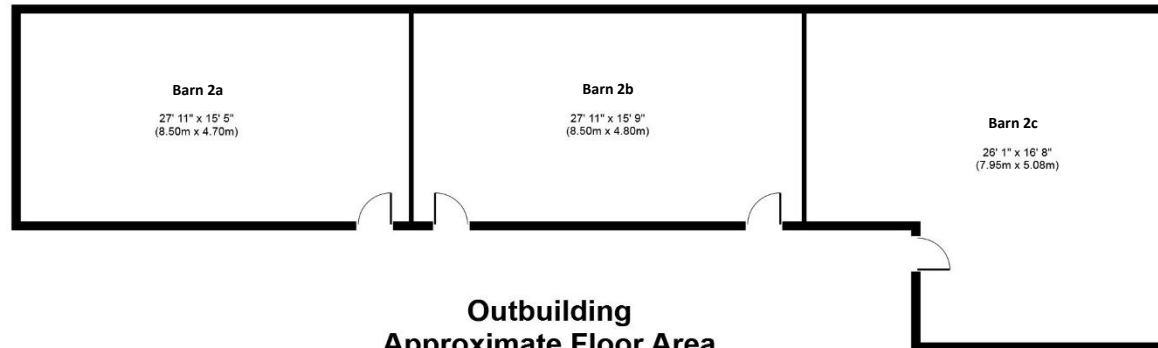 Barn 2a
27' 11" x 15' 5"
(8.50m x 4.70m)
Barn 2b
27' 11" x 15' 9"
(8.50m x 4.80m)
Barn 2c
26' 1" x 16' 8"
(7.95m x 5.08m)
Outbuilding
Approximate Floor Area